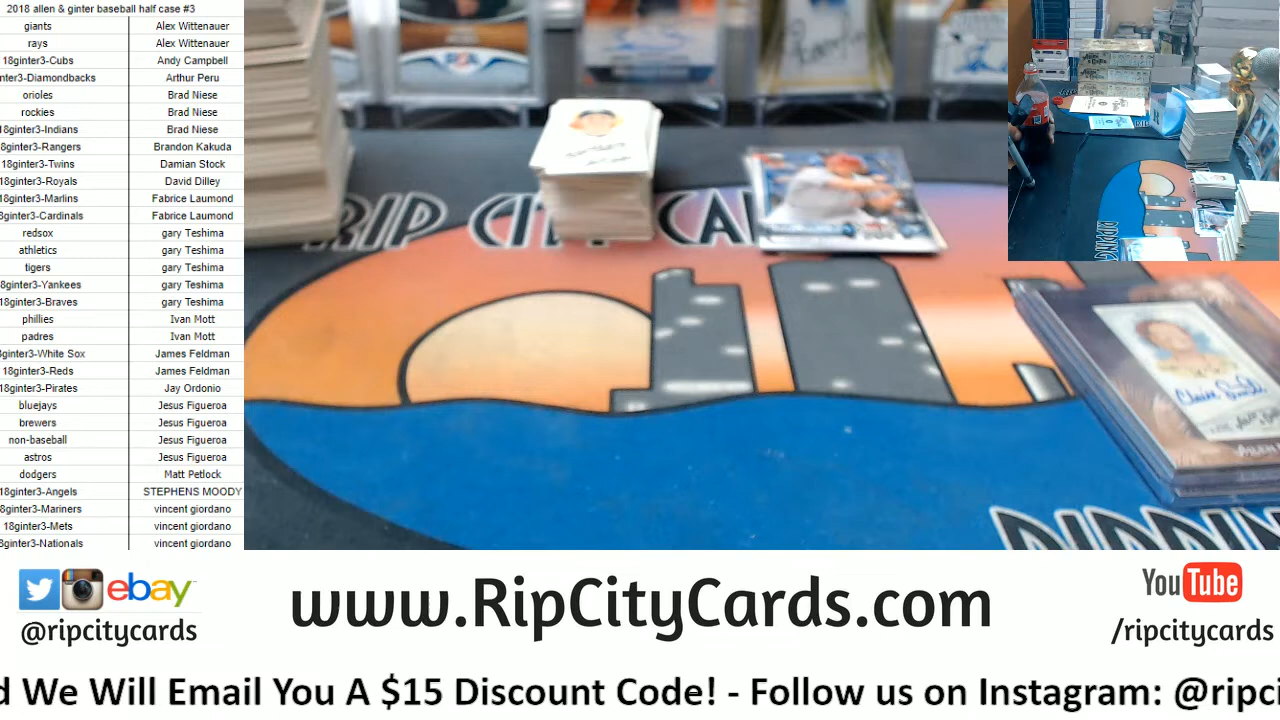 2018 allen & ginter baseball half case #3
giants Alex Wittenauer
rays Alex Wittenauer
18ginter3-Cubs Andy Campbell
nter3-Diamondbacks Arthur Peru
orioles Brad Niese
rockies Brad Niese
18ginter3-Indians Brad Niese
8ginter3-Rangers Brandon Kakuda
18ginter3-Twins Damian Stock
18ginter3-Royals David Dilley
18ginter3-Marlins Fabrice Laumond
8ginter3-Cardinals Fabrice Laumond
redsox gary Teshima
athletics gary Teshima
tigers gary Teshima
8ginter3-Yankees gary Teshima
18ginter3-Braves gary Teshima
phillies Ivan Mott
padres Ivan Mott
ginter3-White Sox James Feldman
18ginter3-Reds James Feldman
18ginter3-Pirates Jay Ordonio
bluejays Jesus Figueroa
brewers Jesus Figueroa
non-baseball Jesus Figueroa
astros Jesus Figueroa
dodgers Matt Petlock
18ginter3-Angels STEPHENS MOODY
8ginter3-Mariners vincent giordano
18ginter3-Mets vincent giordano
ginter3-Nationals vincent giordano
RIP CITY CA
RIPPIN
RIPPING
ebay
@ripcitycards
www.RipCityCards.com
YouTube
/ripcitycards
d We Will Email You A $15 Discount Code! - Follow us on Instagram: @ripci